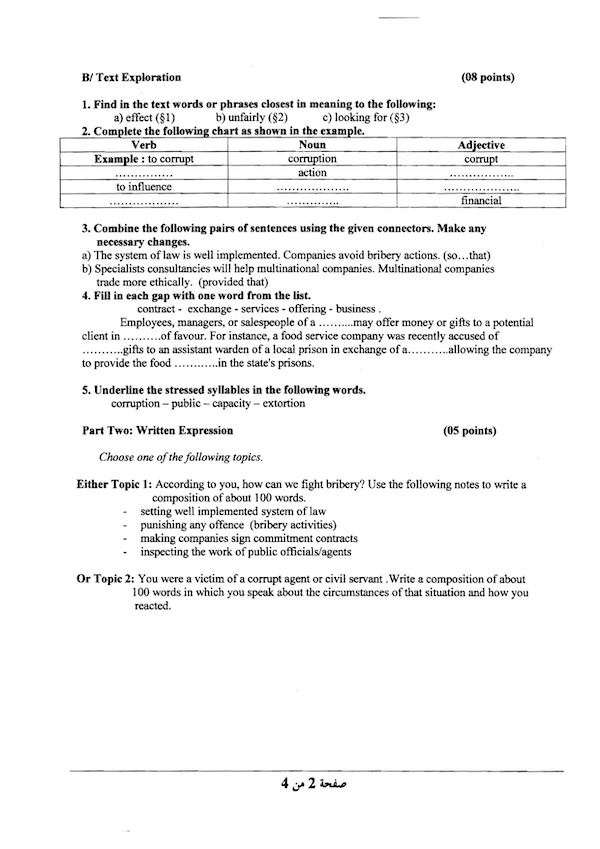 B/ Text Exploration (08 points)
1. Find in the text words or phrases closest in meaning to the following:
a) effect (§1) b) unfairly (§2) c) looking for (§3)
2. Complete the following chart as shown in the example.
Verb Noun Adjective
Example : to corrupt corruption corrupt
…………… action ……………..
to influence ……………….. ………………..
……………… ………….. financial
3. Combine the following pairs of sentences using the given connectors. Make any
necessary changes.
a) The system of law is well implemented. Companies avoid bribery actions. (so…that)
b) Specialists consultancies will help multinational companies. Multinational companies
trade more ethically. (provided that)
4. Fill in each gap with one word from the list.
contract - exchange - services - offering - business .
Employees, managers, or salespeople of a ……….may offer money or gifts to a potential
client in ……….of favour. For instance, a food service company was recently accused of
………..gifts to an assistant warden of a local prison in exchange of a………..allowing the company
to provide the food …………in the state's prisons.
5. Underline the stressed syllables in the following words.
corruption – public – capacity – extortion
Part Two: Written Expression (05 points)
Choose one of the following topics.
Either Topic 1: According to you, how can we fight bribery? Use the following notes to write a
composition of about 100 words.
- setting well implemented system of law
- punishing any offence (bribery activities)
- making companies sign commitment contracts
- inspecting the work of public officials/agents
Or Topic 2: You were a victim of a corrupt agent or civil servant .Write a composition of about
100 words in which you speak about the circumstances of that situation and how you
reacted.
صفحة 2 من 4